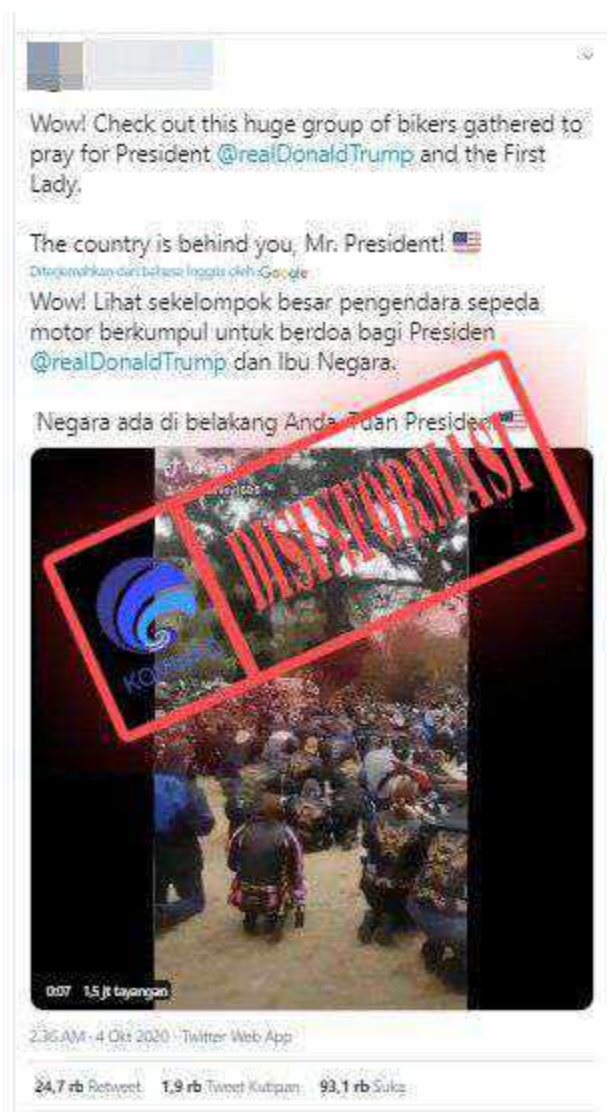 Wow! Check out this huge group of bikers gathered to
pray for President @realDonaldTrump and the First
Lady.
The country is behind you, Mr. President!
Diterjemahkan dari bahasa Inggris oleh Google
Wow! Lihat sekelompok besar pengendara sepeda
motor berkumpul untuk berdoa bagi Presiden
@realDonaldTrump dan Ibu Negara.
Negara ada di belakang Anda, Tuan Presiden!
DISINFORMASI
KOMINFO
0:07 1,5 jt tayangan
2.36 AM · 4 Okt 2020 · Twitter Web App
24,7 rb Retweet 1,9 rb Tweet Kutipan 93,1 rb Suka